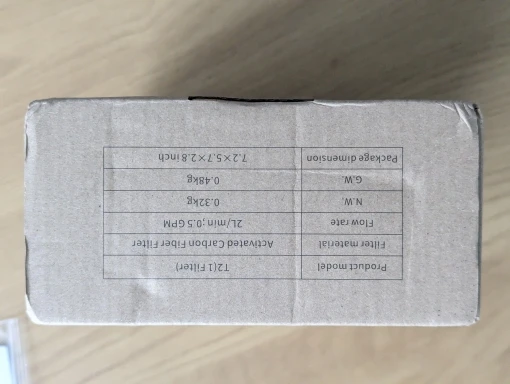 Product model T2(1 Filter)
Filter material Activated Carbon Fiber Filter
Flow rate 2L/min; 0.5 GPM
N.W. 0.32kg
G.W. 0.48kg
Package dimension 7.2×5.7×2.8 inch